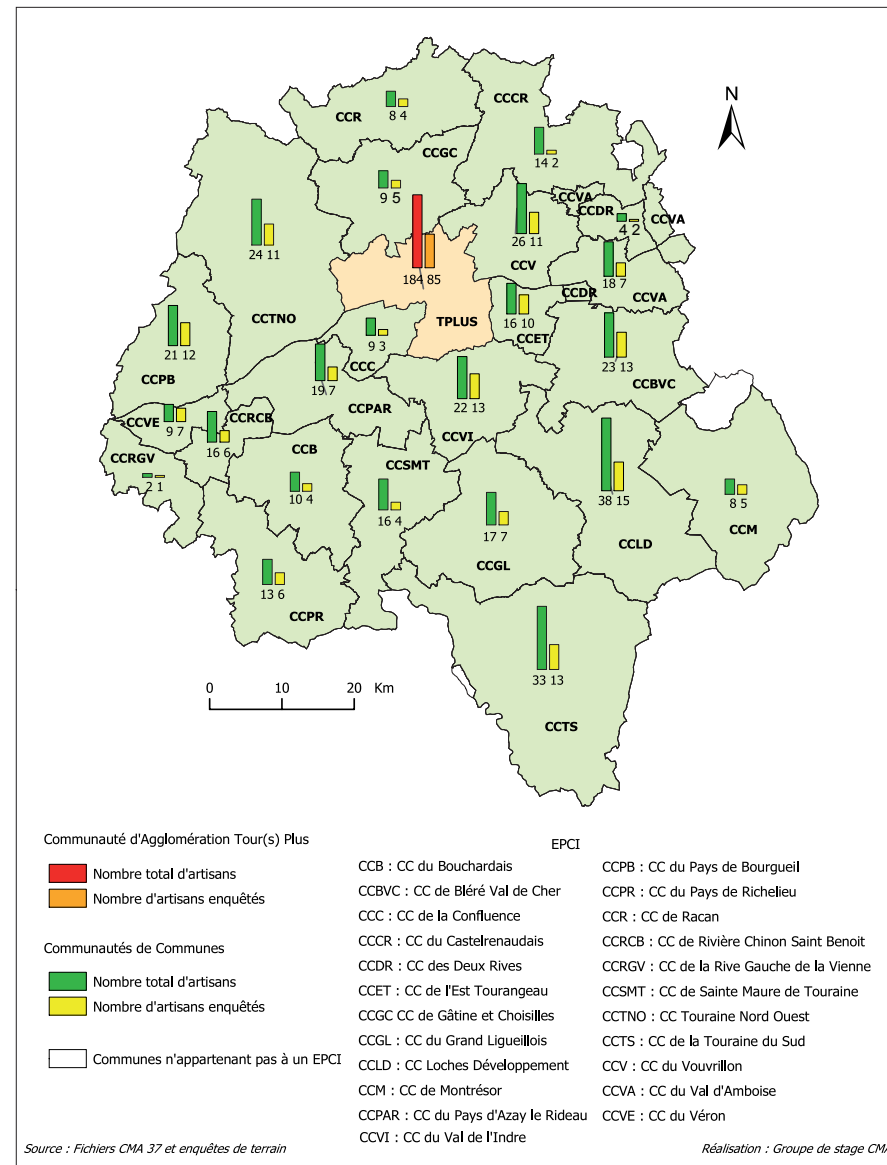 N
CCR
8 4
CCCR
14 2
CCGC
9 5
CCVA
CCDR
4 2
CCVA
24 11
26 11
CCV
184 85
18 7
CCVA
CCDR
TPLUS
16 10
CCET
CCTNO
9 3
CCC
23 13
CCBVC
21 12
CCPB
19 7
CCPAR
22 13
CCVI
CCVE
9 7
CCRCB
16 6
CCRGV
2 1
CCB
10 4
CCSMT
16 4
17 7
CCGL
38 15
CCLD
8 5
CCM
13 6
CCPR
33 13
CCTS
0 10 20 Km
Communauté d'Agglomération Tour(s) Plus
Nombre total d'artisans
Nombre d'artisans enquêtés
Communautés de Communes
Nombre total d'artisans
Nombre d'artisans enquêtés
Communes n'appartenant pas à un EPCI
EPCI
CCB : CC du Bouchardais
CCBVC : CC de Bléré Val de Cher
CCC : CC de la Confluence
CCCR : CC du Castelrenaudais
CCDR : CC des Deux Rives
CCET : CC de l'Est Tourangeau
CCGC CC de Gâtine et Choisilles
CCGL : CC du Grand Ligueillois
CCLD : CC Loches Développement
CCM : CC de Montrésor
CCPAR : CC du Pays d'Azay le Rideau
CCVI : CC du Val de l'Indre
CCPB : CC du Pays de Bourgueil
CCPR : CC du Pays de Richelieu
CCR : CC de Racan
CCRCB : CC de Rivière Chinon Saint Benoit
CCRGV : CC de la Rive Gauche de la Vienne
CCSMT : CC de Sainte Maure de Touraine
CCTNO : CC Touraine Nord Ouest
CCTS : CC de la Touraine du Sud
CCV : CC du Vouvrillon
CCVA : CC du Val d'Amboise
CCVE : CC du Véron
Source : Fichiers CMA 37 et enquêtes de terrain
Réalisation : Groupe de stage CMA